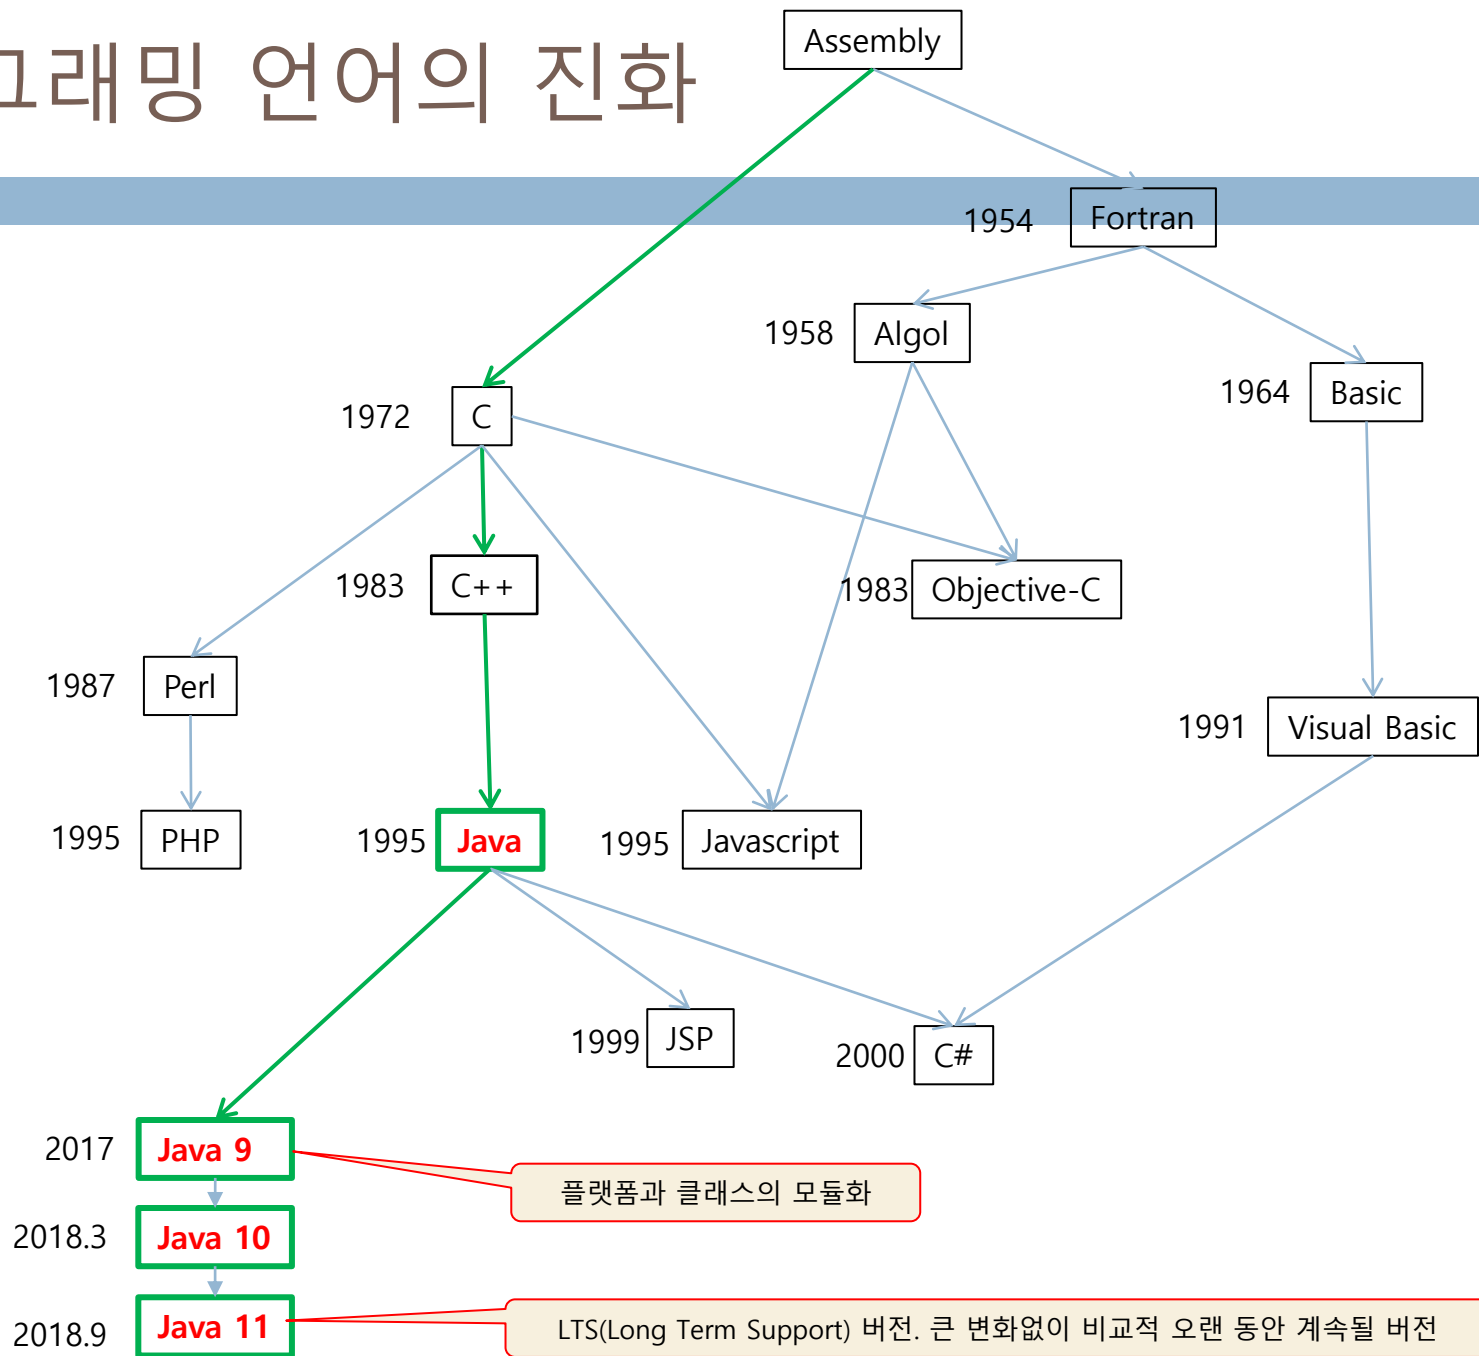 그래밍 언어의 진화
Assembly
1954 Fortran
1958 Algol
1964 Basic
1972 C
1983 C++
1983 Objective-C
1987 Perl
1991 Visual Basic
1995 PHP
1995 Java
1995 Javascript
1999 JSP
2000 C#
2017 Java 9
플랫폼과 클래스의 모듈화
2018.3 Java 10
2018.9 Java 11
LTS(Long Term Support) 버전. 큰 변화없이 비교적 오랜 동안 계속될 버전